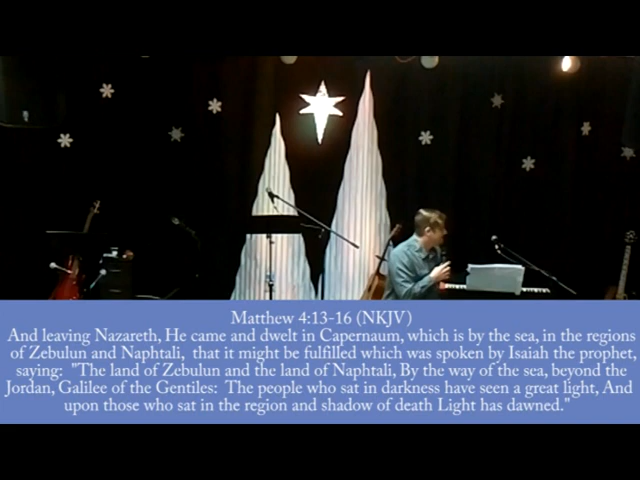 Matthew 4:13-16 (NKJV)
And leaving Nazareth, He came and dwelt in Capernaum, which is by the sea, in the regions
of Zebulun and Naphtali,  that it might be fulfilled which was spoken by Isaiah the prophet,
saying:  "The land of Zebulun and the land of Naphtali, By the way of the sea, beyond the
Jordan, Galilee of the Gentiles:  The people who sat in darkness have seen a great light, And
upon those who sat in the region and shadow of death Light has dawned."